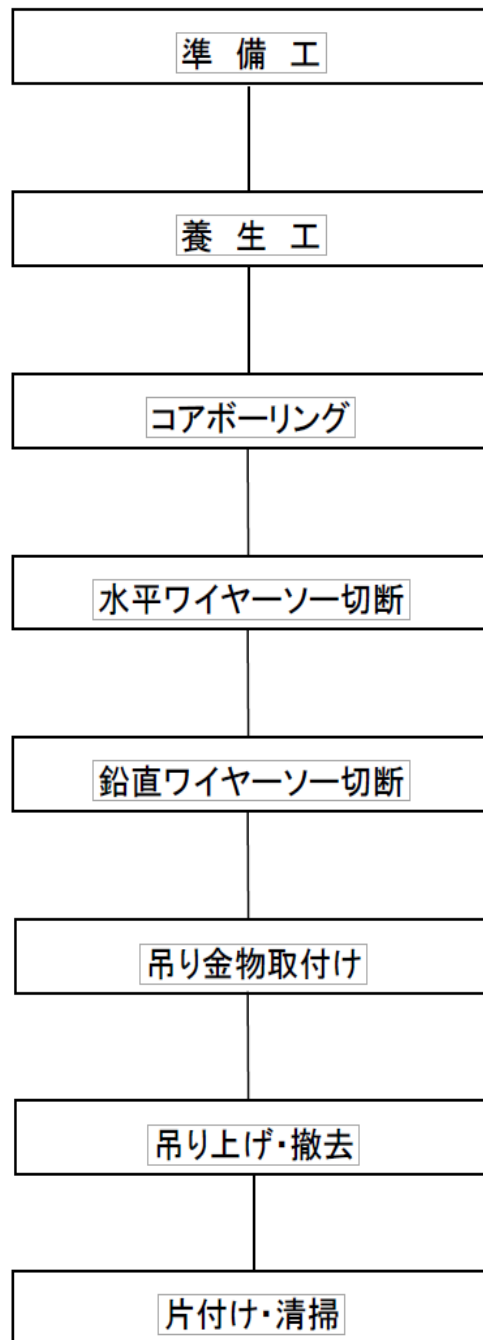 準 備 工
養 生 工
コアボーリング
水平ワイヤーソー切断
鉛直ワイヤーソー切断
吊り金物取付け
吊り上げ・撤去
片付け・清掃